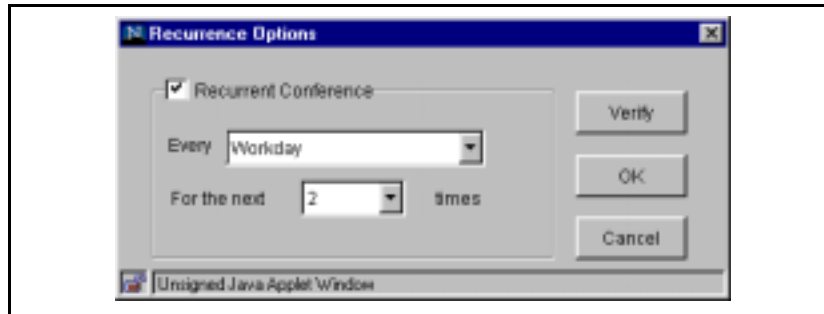 Recurrence Options
Recurrent Conference
Every Workday
For the next 2 times
Verify
OK
Cancel
Unsigned Java Applet Window